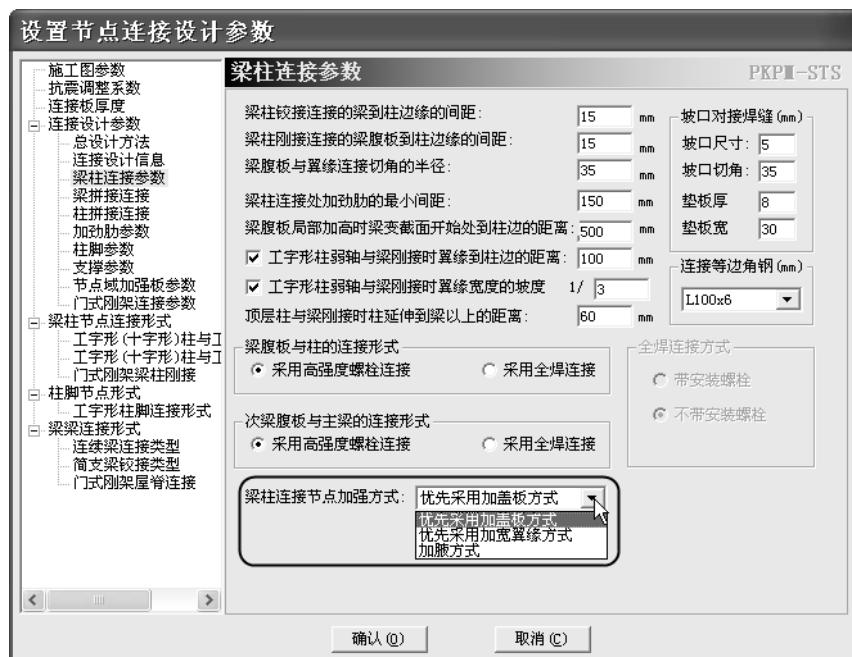 设置节点连接设计参数
施工图参数
抗震调整系数
连接板厚度
连接设计参数
总设计方法
连接设计信息
梁柱连接参数
梁拼接连接
柱拼接连接
加劲肋参数
柱脚参数
支撑参数
节点域加强板参数
门式刚架连接参数
梁柱节点连接形式
工字形(十字形)柱与工
工字形(十字形)柱与工
门式刚架梁柱刚接
柱脚节点形式
工字形柱脚连接形式
梁梁连接形式
连续梁连接类型
简支梁铰接类型
门式刚架屋脊连接
梁柱连接参数 PKPM-STS
梁柱铰接连接的梁到柱边缘的间距: 15 mm
梁柱刚接连接的梁腹板到柱边缘的间距: 15 mm
梁腹板与翼缘连接切角的半径: 35 mm
梁柱连接处加劲肋的最小间距: 150 mm
梁腹板局部加高时梁变截面开始处到柱边的距离: 500 mm
工字形柱弱轴与梁刚接时翼缘到柱边的距离: 100 mm
工字形柱弱轴与梁刚接时翼缘宽度的坡度 1/ 3
顶层柱与梁刚接时柱延伸到梁以上的距离: 60 mm
坡口对接焊缝(mm)
坡口尺寸: 5
坡口切角: 35
垫板厚 8
垫板宽 30
连接等边角钢(mm)
L100x6
梁腹板与柱的连接形式
采用高强度螺栓连接 采用全焊连接
全焊连接方式
带安装螺栓
不带安装螺栓
次梁腹板与主梁的连接形式
采用高强度螺栓连接 采用全焊连接
梁柱连接节点加强方式: 优先采用加盖板方式
优先采用加盖板方式
优先采用加宽翼缘方式
加腋方式
确认(O) 取消(C)